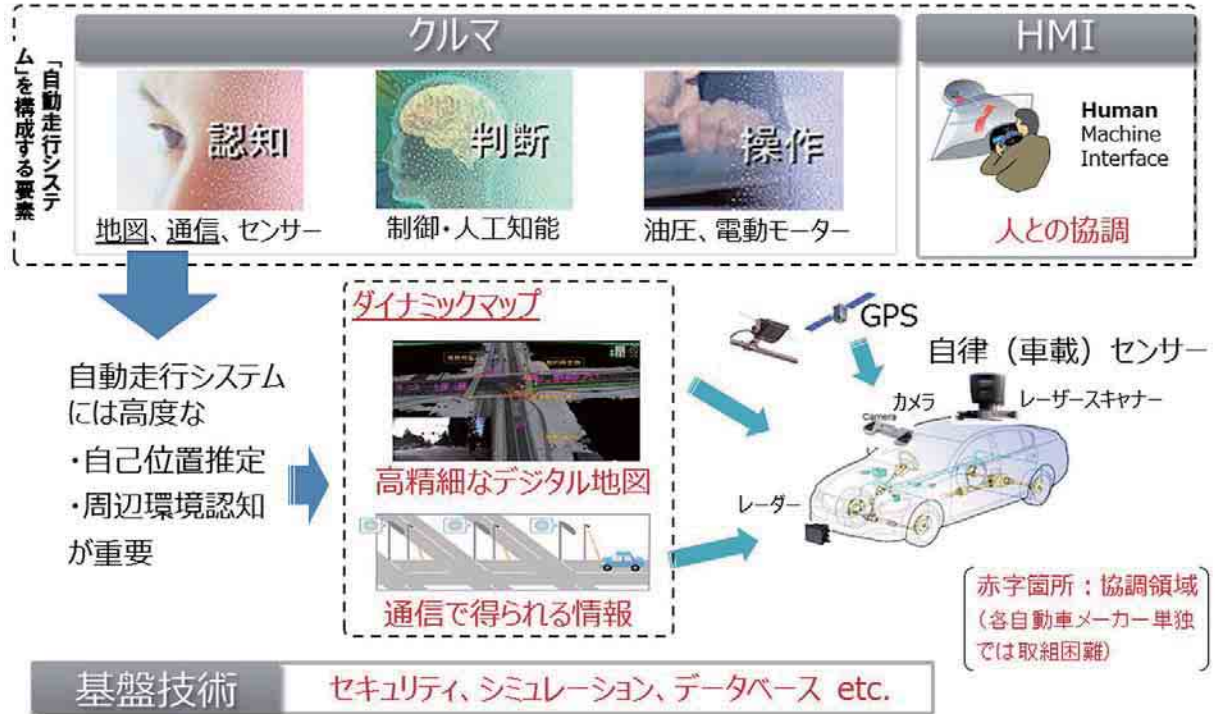 「自動走行システ
ム」を構成する要素
クルマ
HMI
認知
判断
操作
Human
Machine
Interface
地図、通信、センサー
制御・人工知能
油圧、電動モーター
人との協調
ダイナミックマップ
GPS
自律（車載）センサー
自動走行システム
には高度な
・自己位置推定
・周辺環境認知
が重要
カメラ
Camera
レーザースキャナー
高精細なデジタル地図
レーダー
通信で得られる情報
赤字箇所：協調領域
（各自動車メーカー単独
では取組困難）
基盤技術
セキュリティ、シミュレーション、データベース etc.